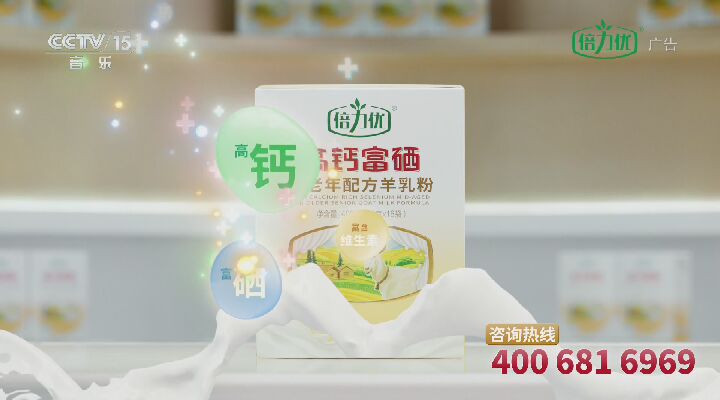 CCTV 15
音乐
倍力优®
广告
倍力优®
高钙富硒
老年配方羊乳粉
高 钙
富含
维生素
富 硒
咨询热线
400 681 6969